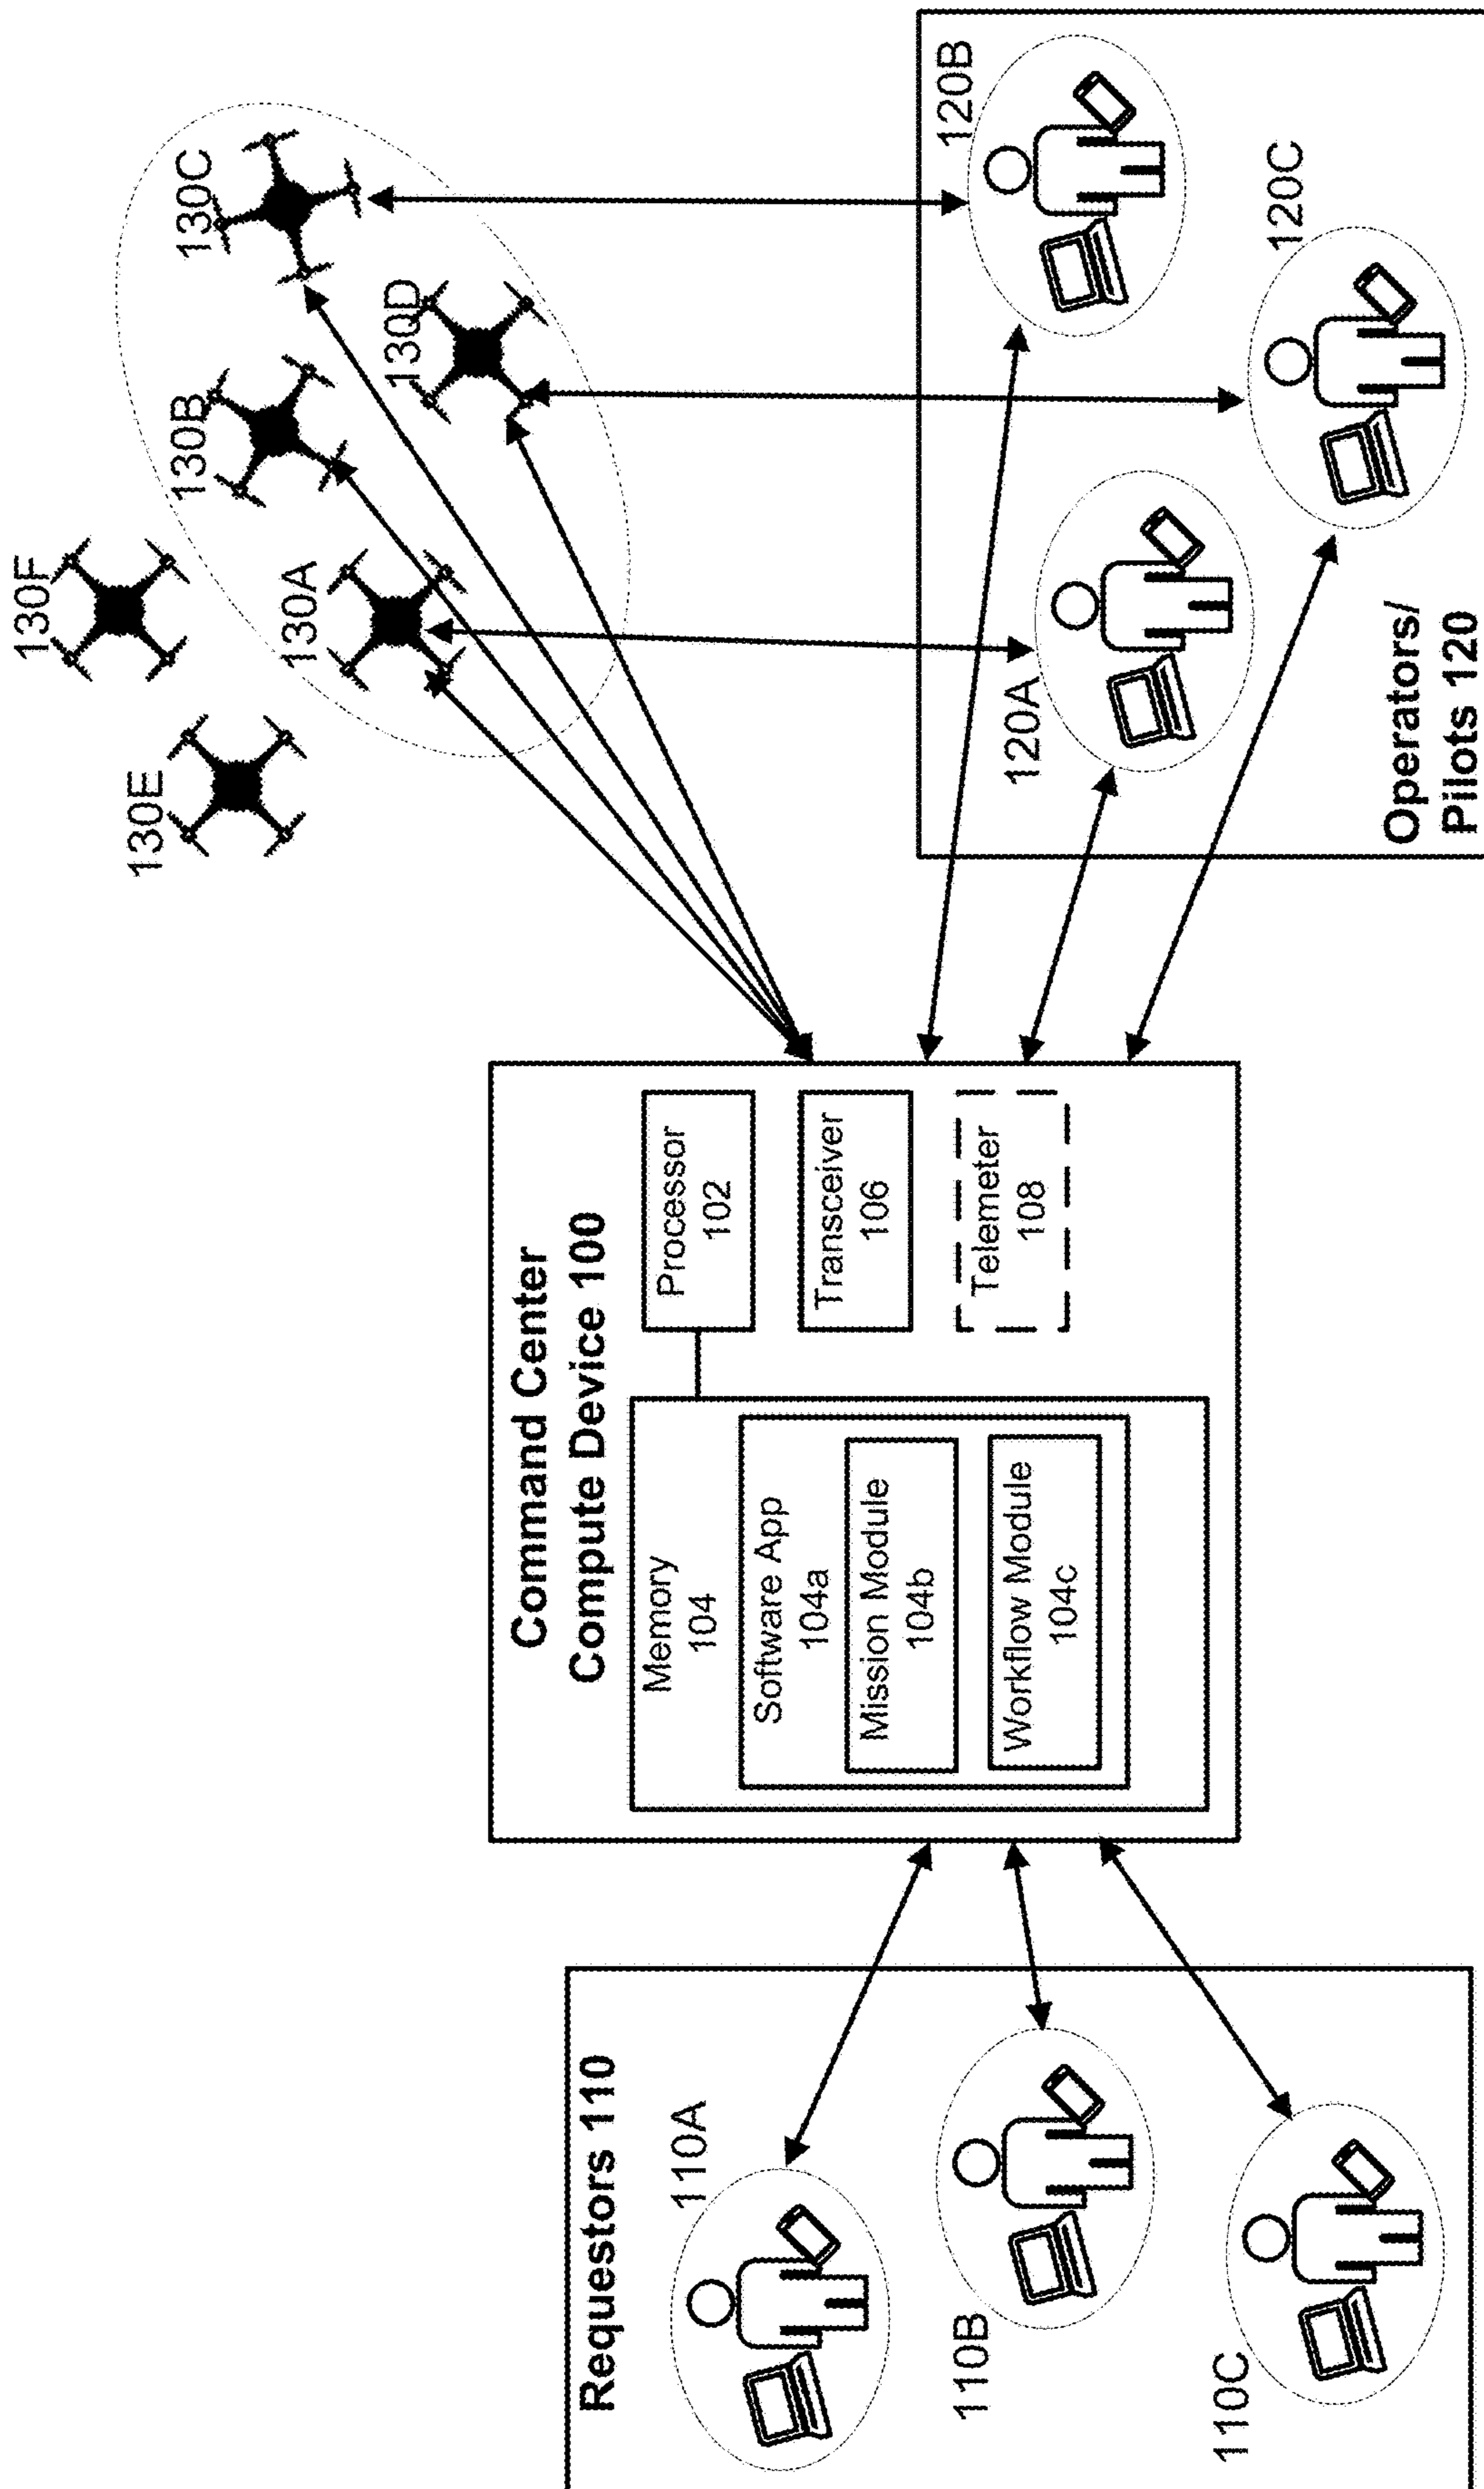 Requestors 110
110A
110B
110C
Command Center
Compute Device 100
Memory
104
Software App
104a
Mission Module
104b
Workflow Module
104c
Processor
102
Transceiver
106
Telemeter
108
130E
130F
130A
130B
130C
130D
120A
120B
120C
Operators/
Pilots 120